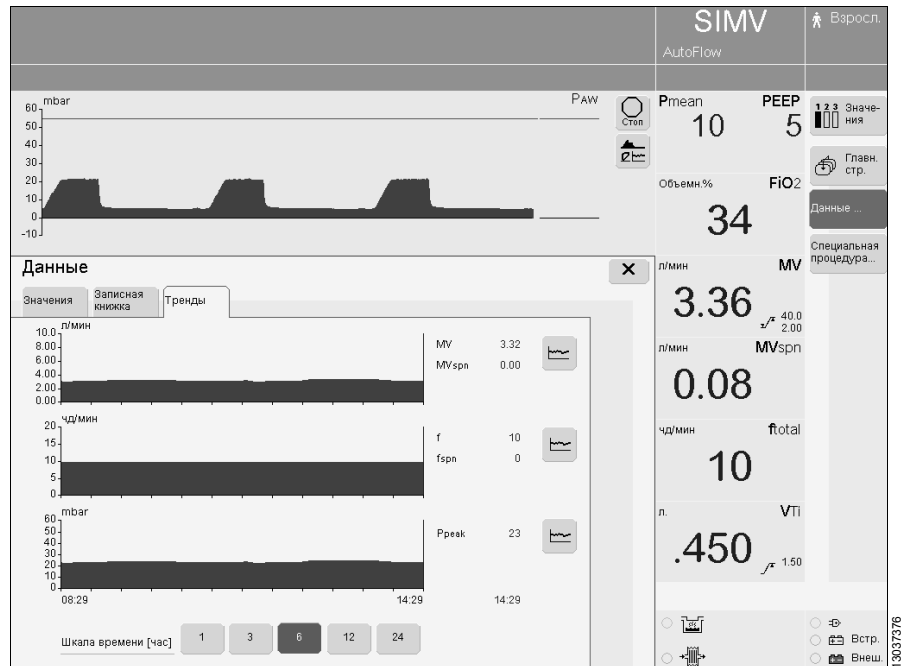 SIMV
AutoFlow
Взросл.
mbar
Paw
60
50
40
30
20
10
0
-10
Стоп
Pmean
PEEP
10
5
Объемн.%
FiO2
34
л/мин
MV
3.36
40.0
2.00
л/мин
MVspn
0.08
чд/мин
ftotal
10
л.
VTi
.450
1.50
1 2 3 Значе-
ния
Главн.
стр.
Данные ...
Специальная
процедура...
Данные
Значения
Записная
книжка
Тренды
л/мин
10.0
8.00
6.00
4.00
2.00
0.00
MV 3.32
MVspn 0.00
чд/мин
20
15
10
5
0
f 10
fspn 0
mbar
60
50
40
30
20
10
0
Ppeak 23
08:29
14:29
14:29
Шкала времени [час]
1
3
6
12
24
Встр.
Внеш.
13037376